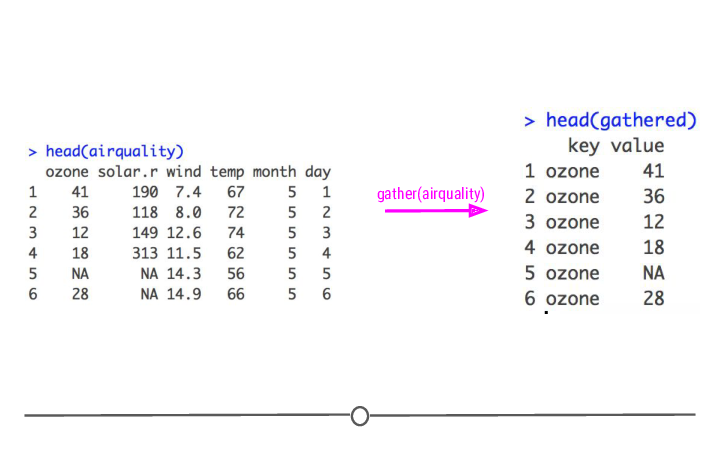 > head(airquality)
ozone solar.r wind temp month day
1 41 190 7.4 67 5 1
2 36 118 8.0 72 5 2
3 12 149 12.6 74 5 3
4 18 313 11.5 62 5 4
5 NA NA 14.3 56 5 5
6 28 NA 14.9 66 5 6
gather(airquality)
> head(gathered)
key value
1 ozone 41
2 ozone 36
3 ozone 12
4 ozone 18
5 ozone NA
6 ozone 28